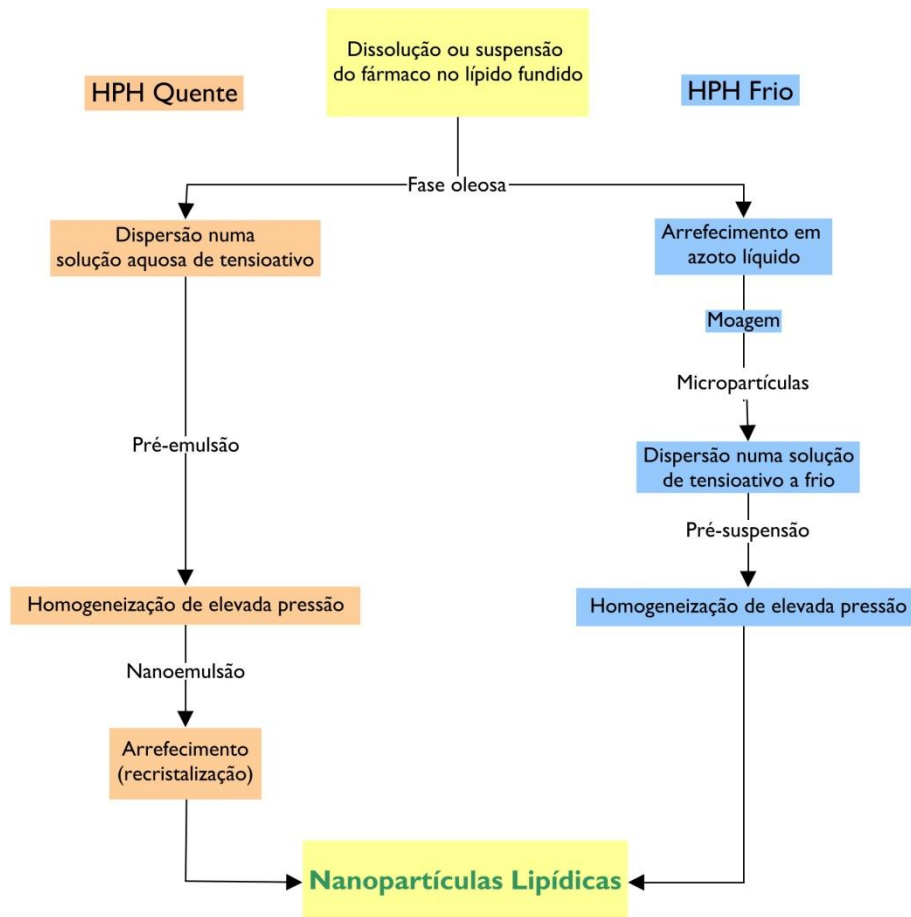 Dissolução ou suspensão
do fármaco no lípido fundido
HPH Quente
HPH Frio
Fase oleosa
Dispersão numa
solução aquosa de tensioativo
Arrefecimento em
azoto líquido
Moagem
Micropartículas
Pré-emulsão
Dispersão numa solução
de tensioativo a frio
Pré-suspensão
Homogeneização de elevada pressão
Homogeneização de elevada pressão
Nanoemulsão
Arrefecimento
(recristalização)
Nanopartículas Lipídicas